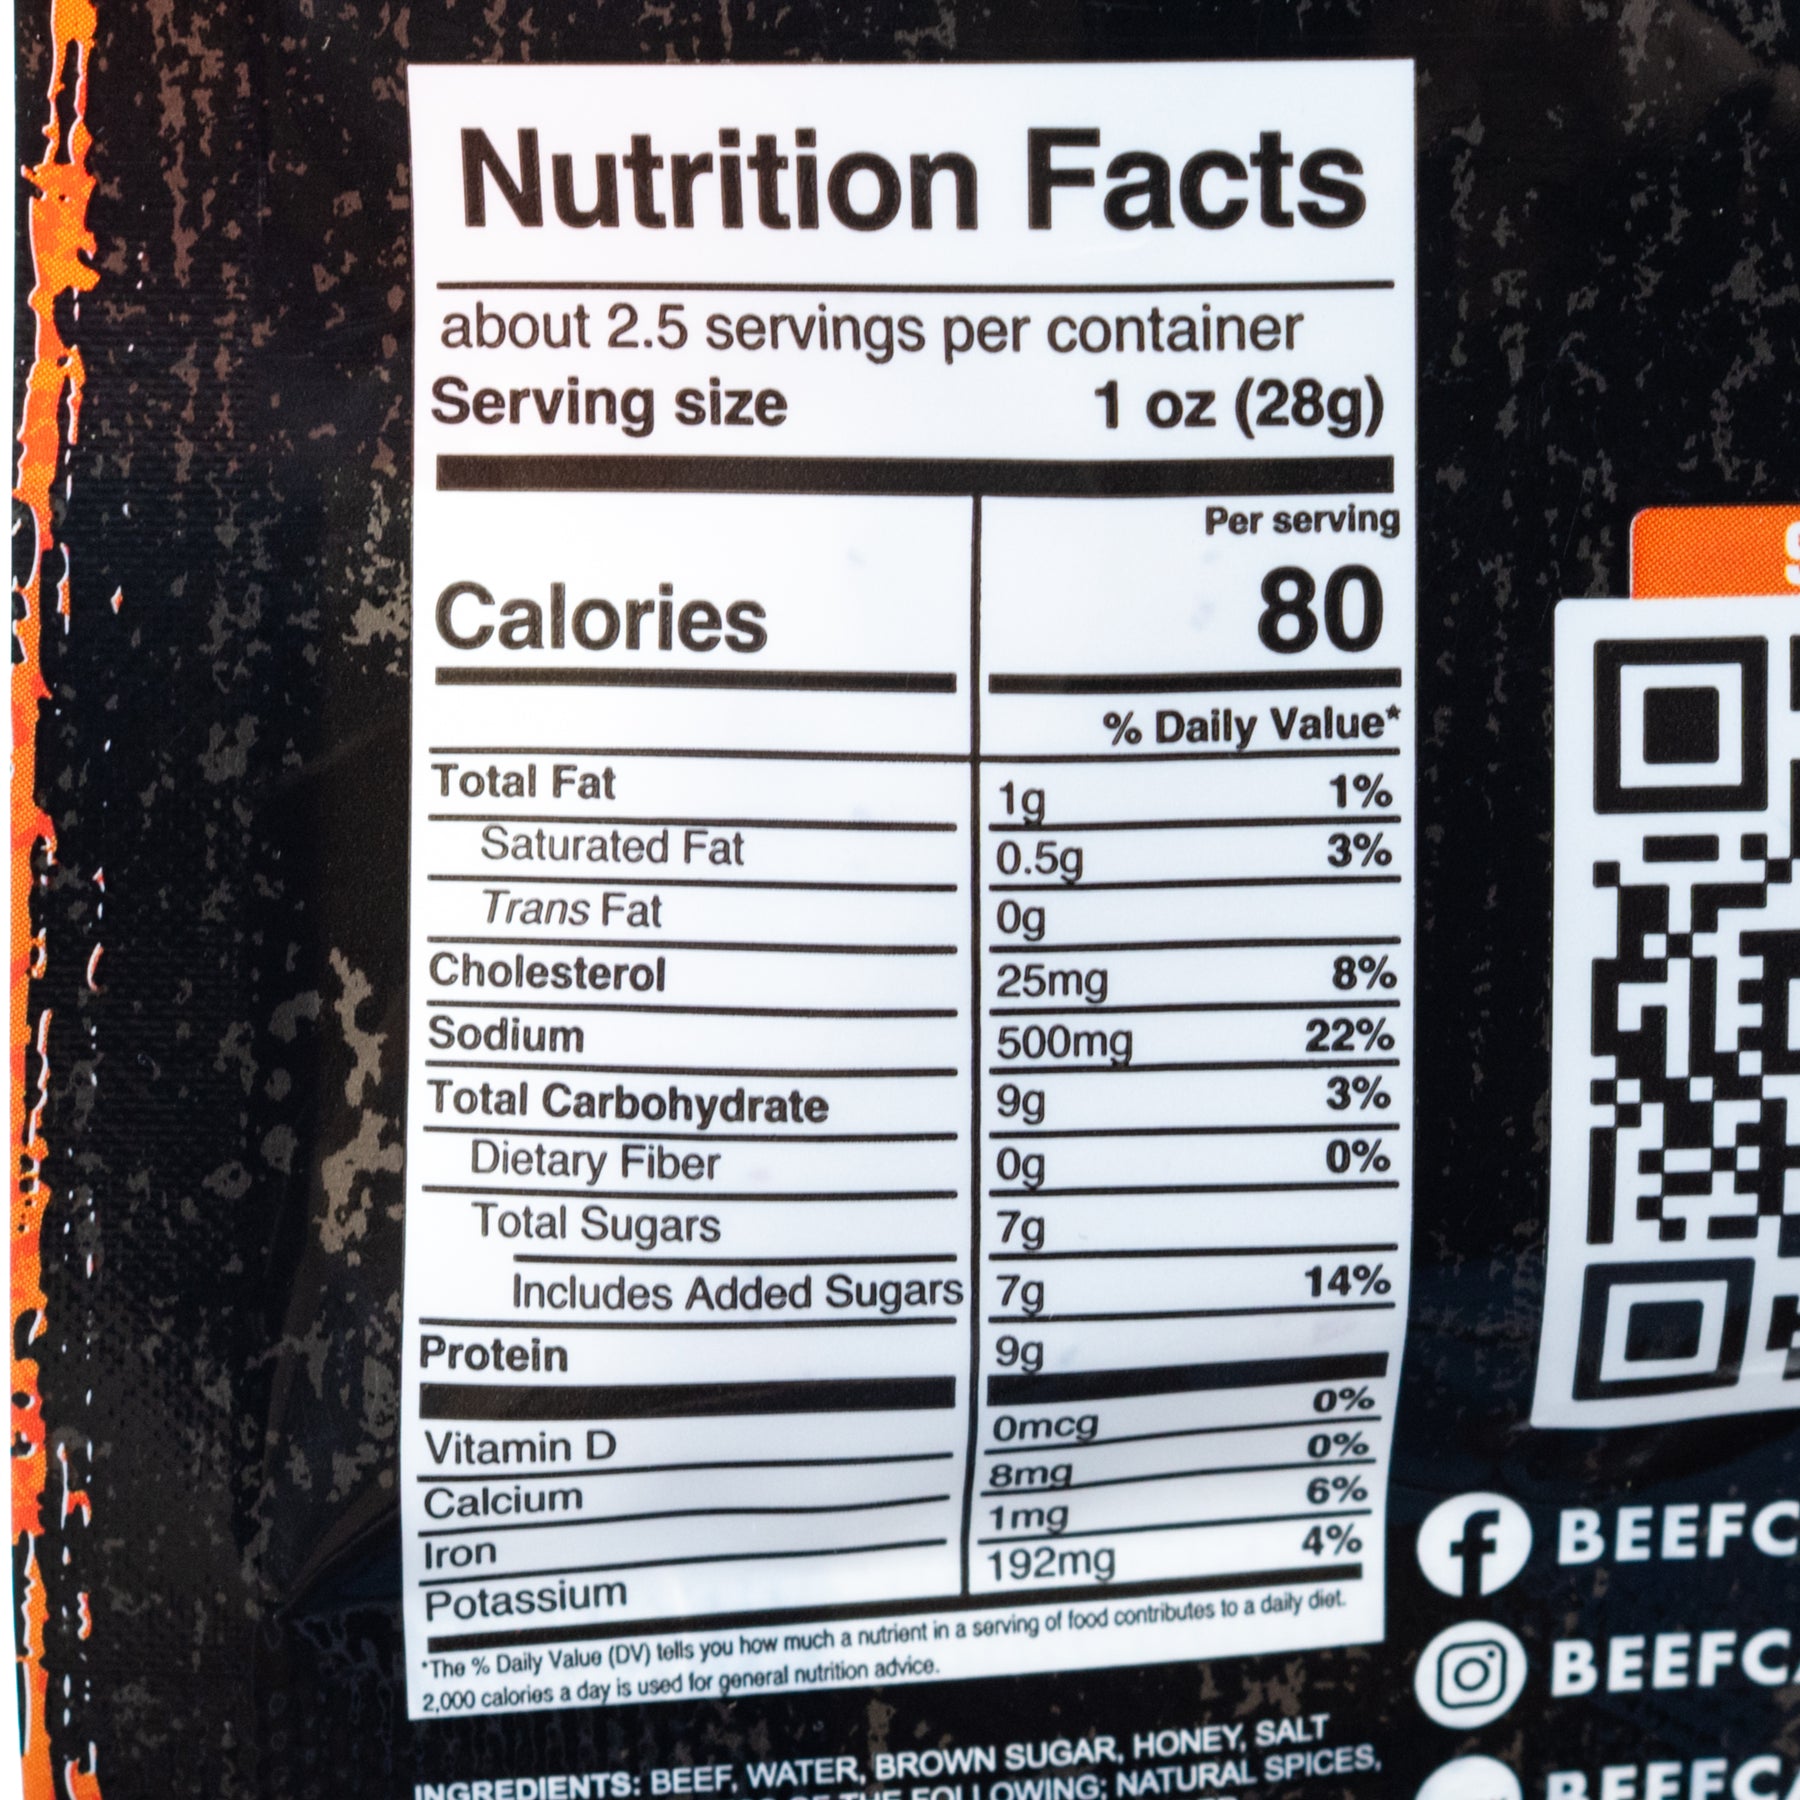 Nutrition Facts
about 2.5 servings per container
Serving size 1 oz (28g)
Per serving
Calories 80
% Daily Value*
Total Fat 1g 1%
Saturated Fat 0.5g 3%
Trans Fat 0g
Cholesterol 25mg 8%
Sodium 500mg 22%
Total Carbohydrate 9g 3%
Dietary Fiber 0g 0%
Total Sugars 7g
Includes Added Sugars 7g 14%
Protein 9g
Vitamin D 0mcg 0%
Calcium 8mg 0%
Iron 1mg 6%
Potassium 192mg 4%
*The % Daily Value (DV) tells you how much a nutrient in a serving of food contributes to a daily diet.
2,000 calories a day is used for general nutrition advice.
INGREDIENTS: BEEF, WATER, BROWN SUGAR, HONEY, SALT
OF THE FOLLOWING; NATURAL SPICES,
BEEFC
BEEFCA
BEEFCA